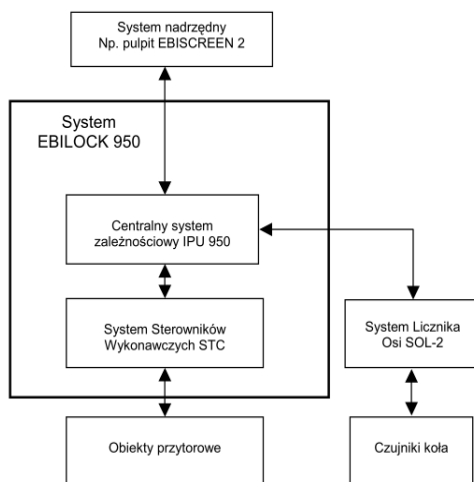 System nadrzędny
Np. pulpit EBISCREEN 2
System
EBILOCK 950
Centralny system
zależnościowy IPU 950
System Sterowników
Wykonawczych STC
System Licznika
Osi SOL-2
Obiekty przytorowe
Czujniki koła